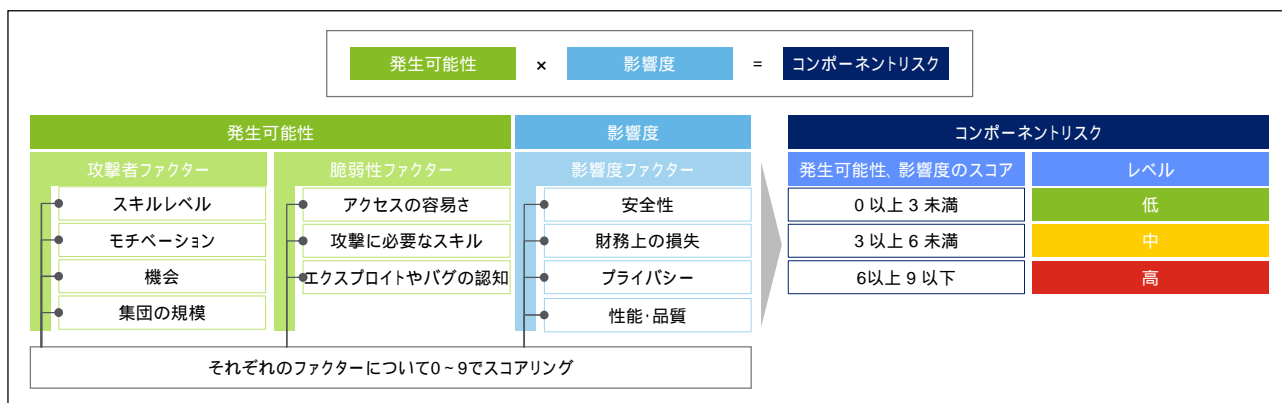 発生可能性 × 影響度 = コンポーネントリスク
発生可能性 影響度 コンポーネントリスク
攻撃者ファクター 脆弱性ファクター 影響度ファクター 発生可能性、影響度のスコア レベル
スキルレベル アクセスの容易さ 安全性 0 以上 3 未満 低
モチベーション 攻撃に必要なスキル 財務上の損失 3 以上 6 未満 中
機会 エクスプロイトやバグの認知 プライバシー 6以上 9 以下 高
集団の規模 性能・品質
それぞれのファクターについて0~9でスコアリング